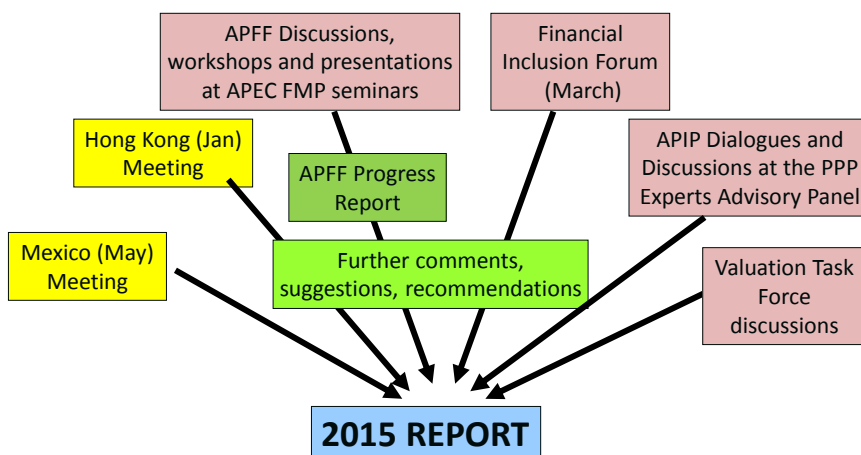 APFF Discussions,
workshops and presentations
at APEC FMP seminars
Financial
Inclusion Forum
(March)
Hong Kong (Jan)
Meeting
APIP Dialogues and
Discussions at the PPP
Experts Advisory Panel
APFF Progress
Report
Mexico (May)
Meeting
Further comments,
suggestions, recommendations
Valuation Task
Force
discussions
2015 REPORT